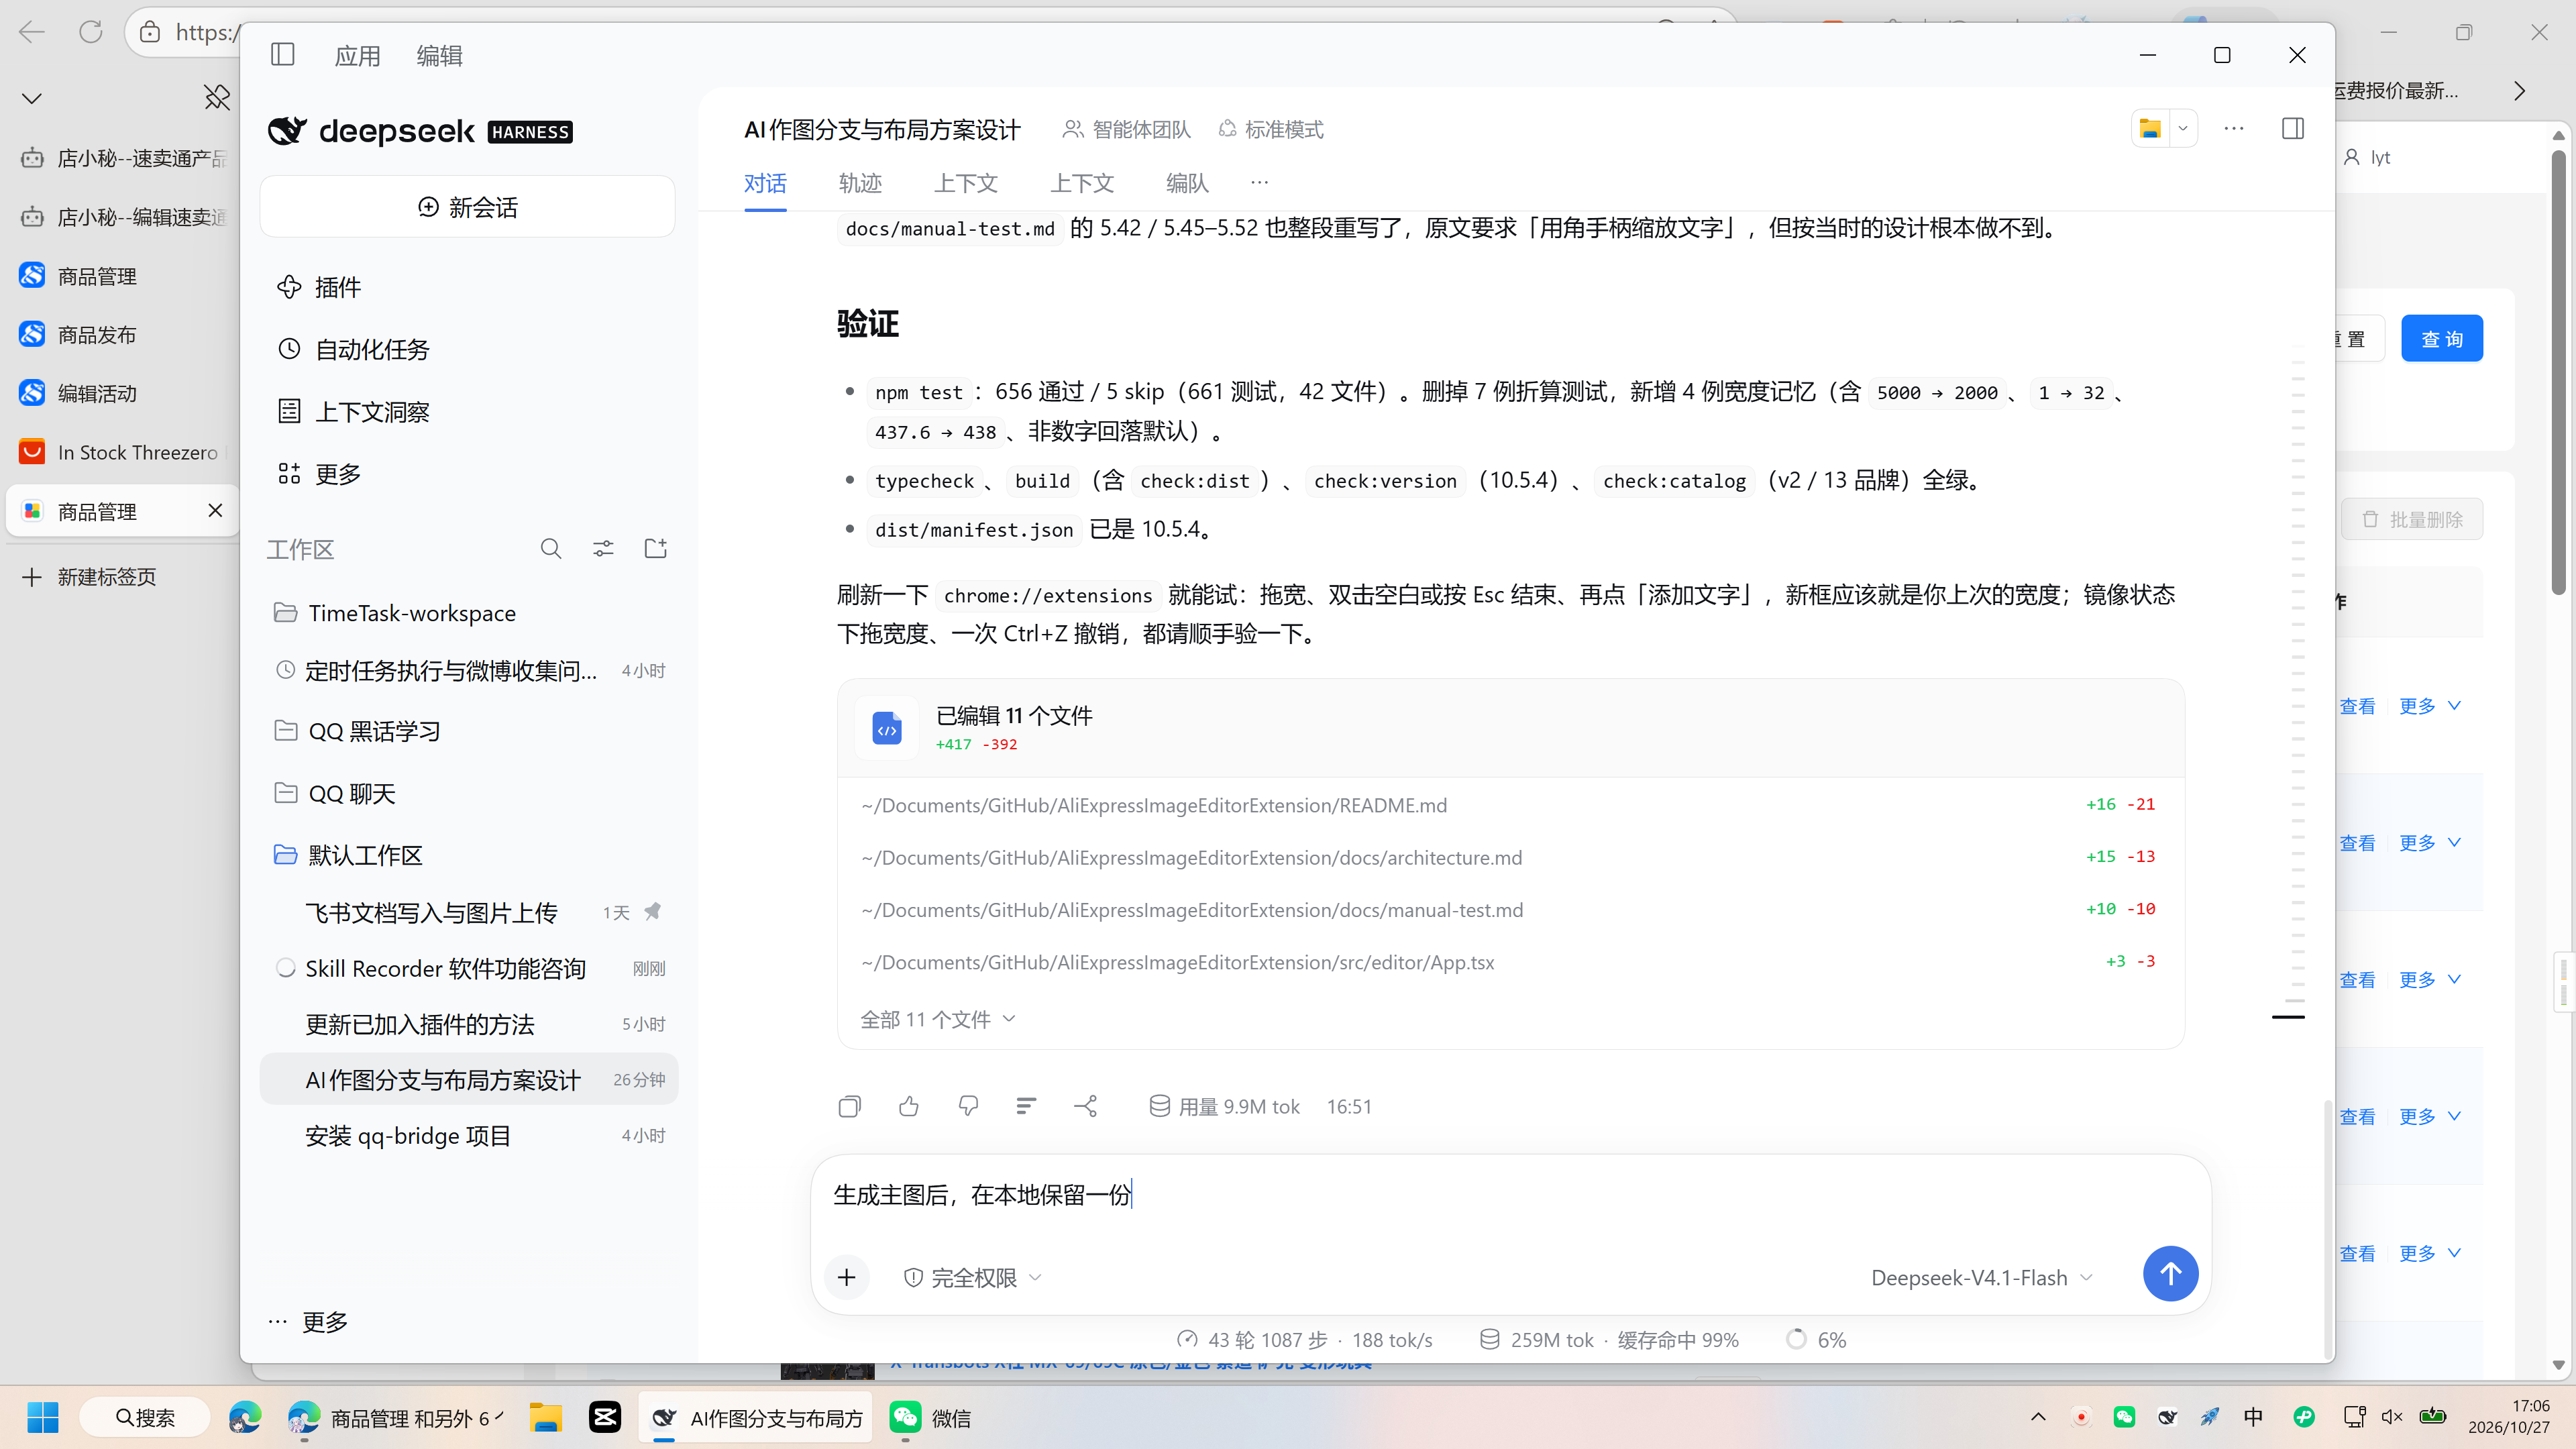 https:/
应用
编辑
店小秘--速卖通产品
店小秘--编辑速卖通
商品管理
商品发布
编辑活动
In Stock Threezero
商品管理
新建标签页
deepseek HARNESS
新会话
插件
自动化任务
上下文洞察
更多
工作区
TimeTask-workspace
定时任务执行与微博收集问... 4小时
QQ 黑话学习
QQ 聊天
默认工作区
飞书文档写入与图片上传 1天
Skill Recorder 软件功能咨询 刚刚
更新已加入插件的方法 5小时
AI作图分支与布局方案设计 26分钟
安装 qq-bridge 项目 4小时
更多
AI作图分支与布局方案设计 智能体团队 标准模式
对话 轨迹 上下文 上下文 编队
docs/manual-test.md 的 5.42 / 5.45–5.52 也整段重写了，原文要求「用角手柄缩放文字」，但按当时的设计根本做不到。
验证
npm test：656 通过 / 5 skip（661 测试，42 文件）。删掉 7 例折算测试，新增 4 例宽度记忆（含 5000 → 2000、1 → 32、
437.6 → 438、非数字回落默认）。
typecheck、build（含 check:dist）、check:version（10.5.4）、check:catalog（v2 / 13 品牌）全绿。
dist/manifest.json 已是 10.5.4。
刷新一下 chrome://extensions 就能试：拖宽、双击空白或按 Esc 结束、再点「添加文字」，新框应该就是你上次的宽度；镜像状态
下拖宽度、一次 Ctrl+Z 撤销，都请顺手验一下。
已编辑 11 个文件
+417 -392
~/Documents/GitHub/AliExpressImageEditorExtension/README.md +16 -21
~/Documents/GitHub/AliExpressImageEditorExtension/docs/architecture.md +15 -13
~/Documents/GitHub/AliExpressImageEditorExtension/docs/manual-test.md +10 -10
~/Documents/GitHub/AliExpressImageEditorExtension/src/editor/App.tsx +3 -3
全部 11 个文件
用量 9.9M tok 16:51
生成主图后，在本地保留一份
完全权限
Deepseek-V4.1-Flash
43 轮 1087 步 · 188 tok/s 259M tok · 缓存命中 99% 6%
运费报价最新...
lyt
重置
查询
批量删除
作
查看 更多
查看 更多
查看 更多
查看 更多
查看 更多
搜索
商品管理 和另外 6
AI作图分支与布局方
微信
中
17:06
2026/10/27